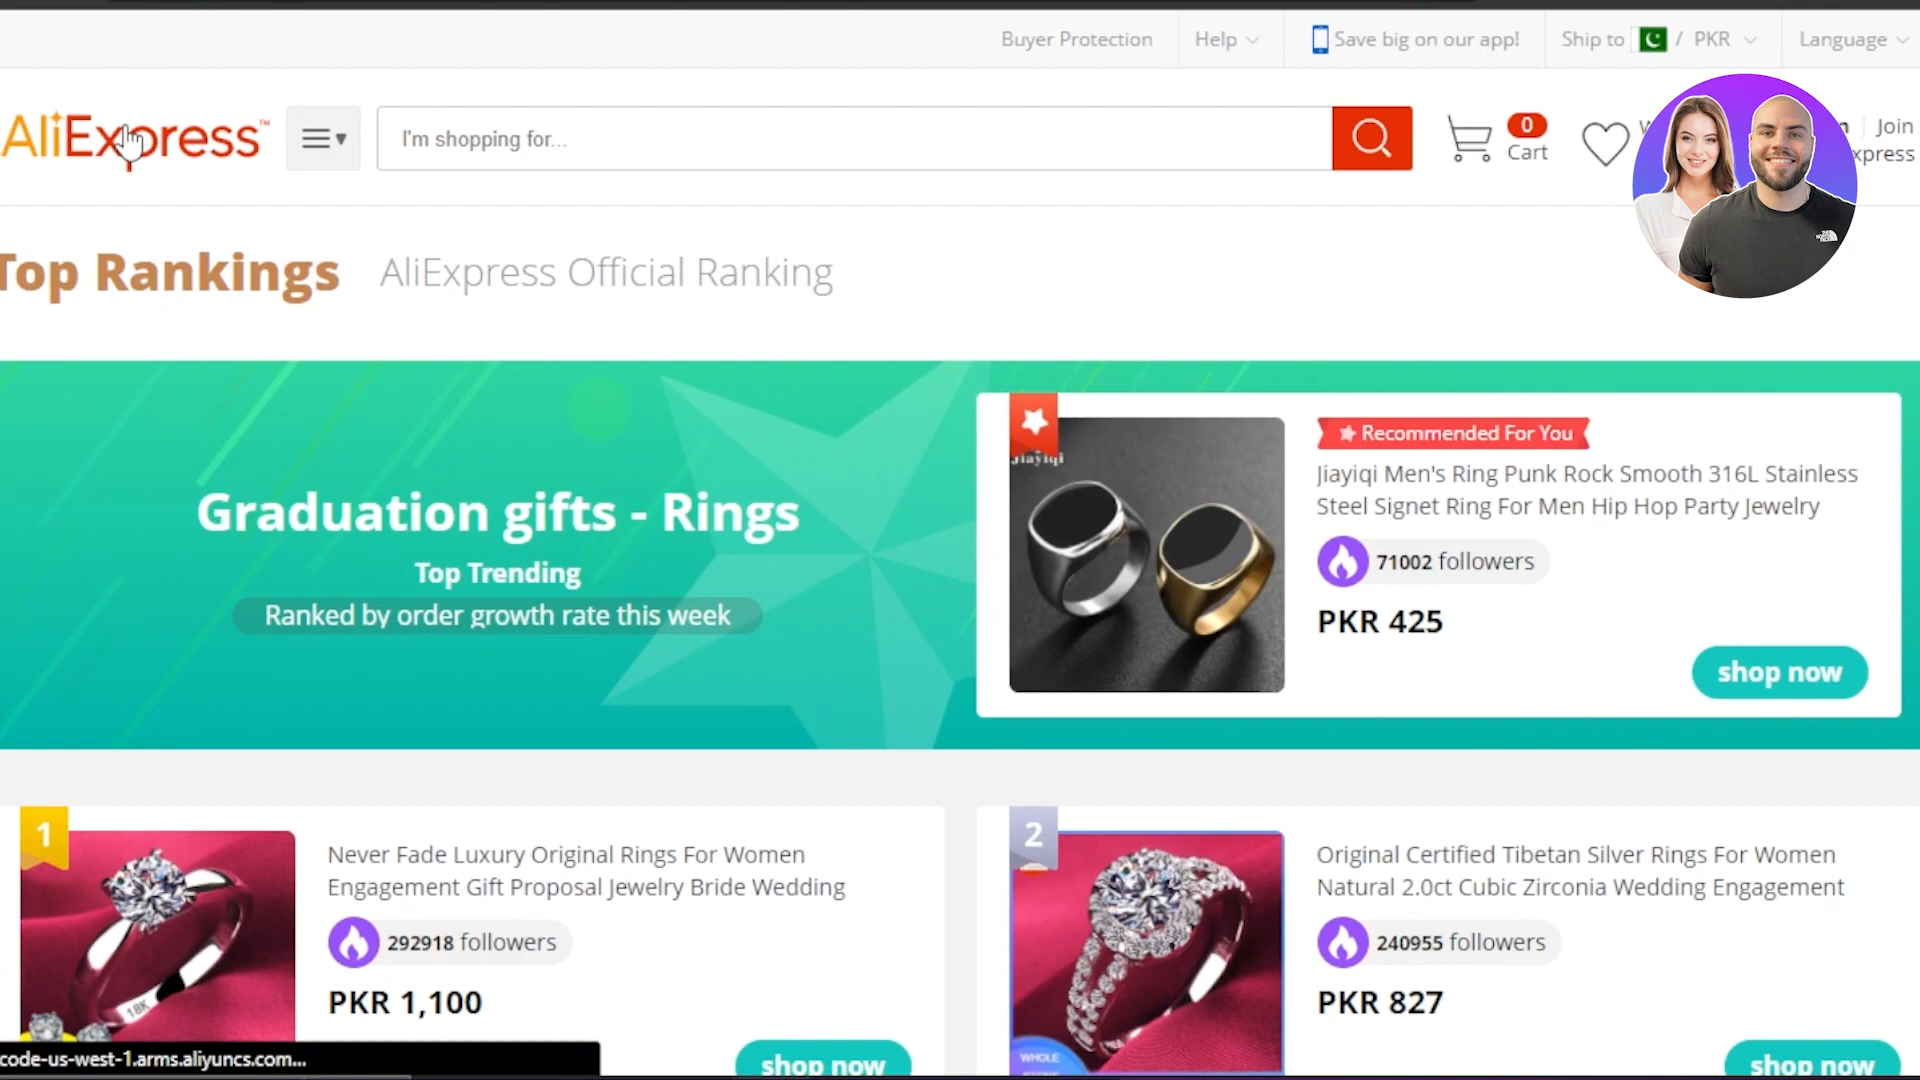 Buyer Protection
Help
Save big on our app!
Ship to
/ PKR
Language
AliExpress™
I'm shopping for...
0
Cart
Join
xpress
Top Rankings
AliExpress Official Ranking
Graduation gifts - Rings
Top Trending
Ranked by order growth rate this week
Jiayiqi
Recommended For You
Jiayiqi Men's Ring Punk Rock Smooth 316L Stainless
Steel Signet Ring For Men Hip Hop Party Jewelry
71002 followers
PKR 425
shop now
1
18K
Never Fade Luxury Original Rings For Women
Engagement Gift Proposal Jewelry Bride Wedding
292918 followers
PKR 1,100
shop now
2
WHOLE
Original Certified Tibetan Silver Rings For Women
Natural 2.0ct Cubic Zirconia Wedding Engagement
240955 followers
PKR 827
shop now
code-us-west-1.arms.aliyuncs.com...